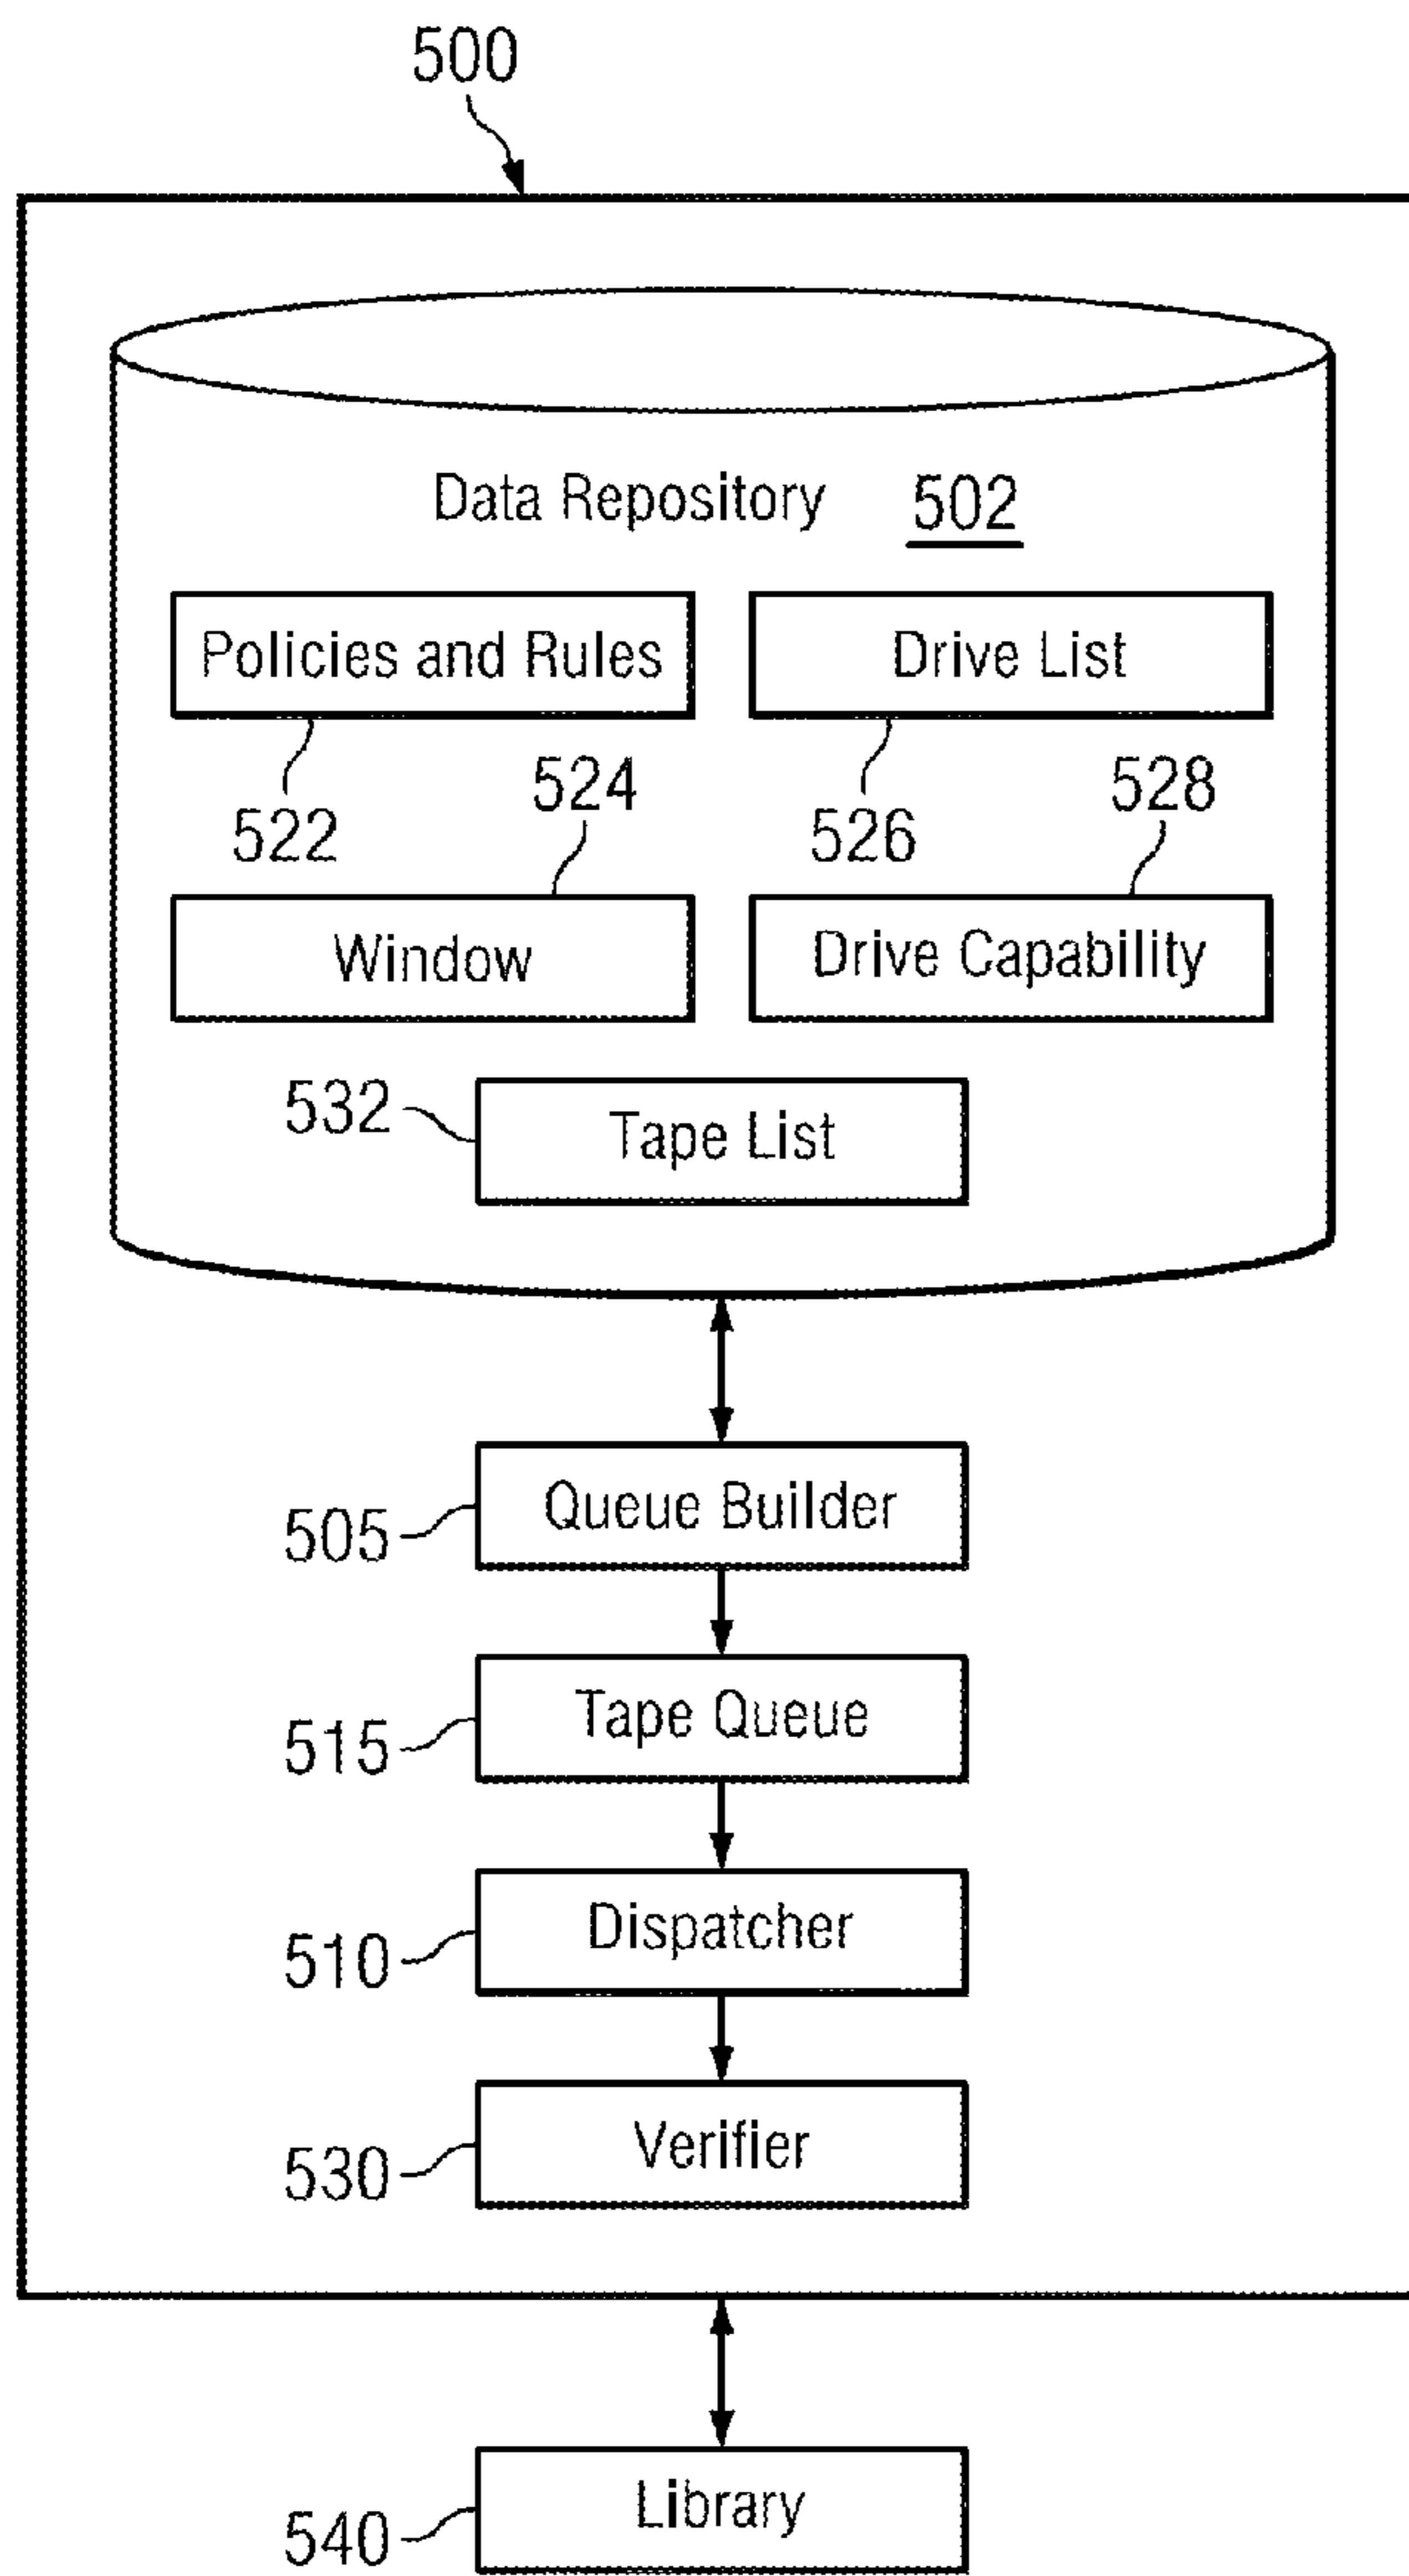 500
Data Repository 502
Policies and Rules
Drive List
522
524
526
528
Window
Drive Capability
532
Tape List
505
Queue Builder
515
Tape Queue
510
Dispatcher
530
Verifier
540
Library